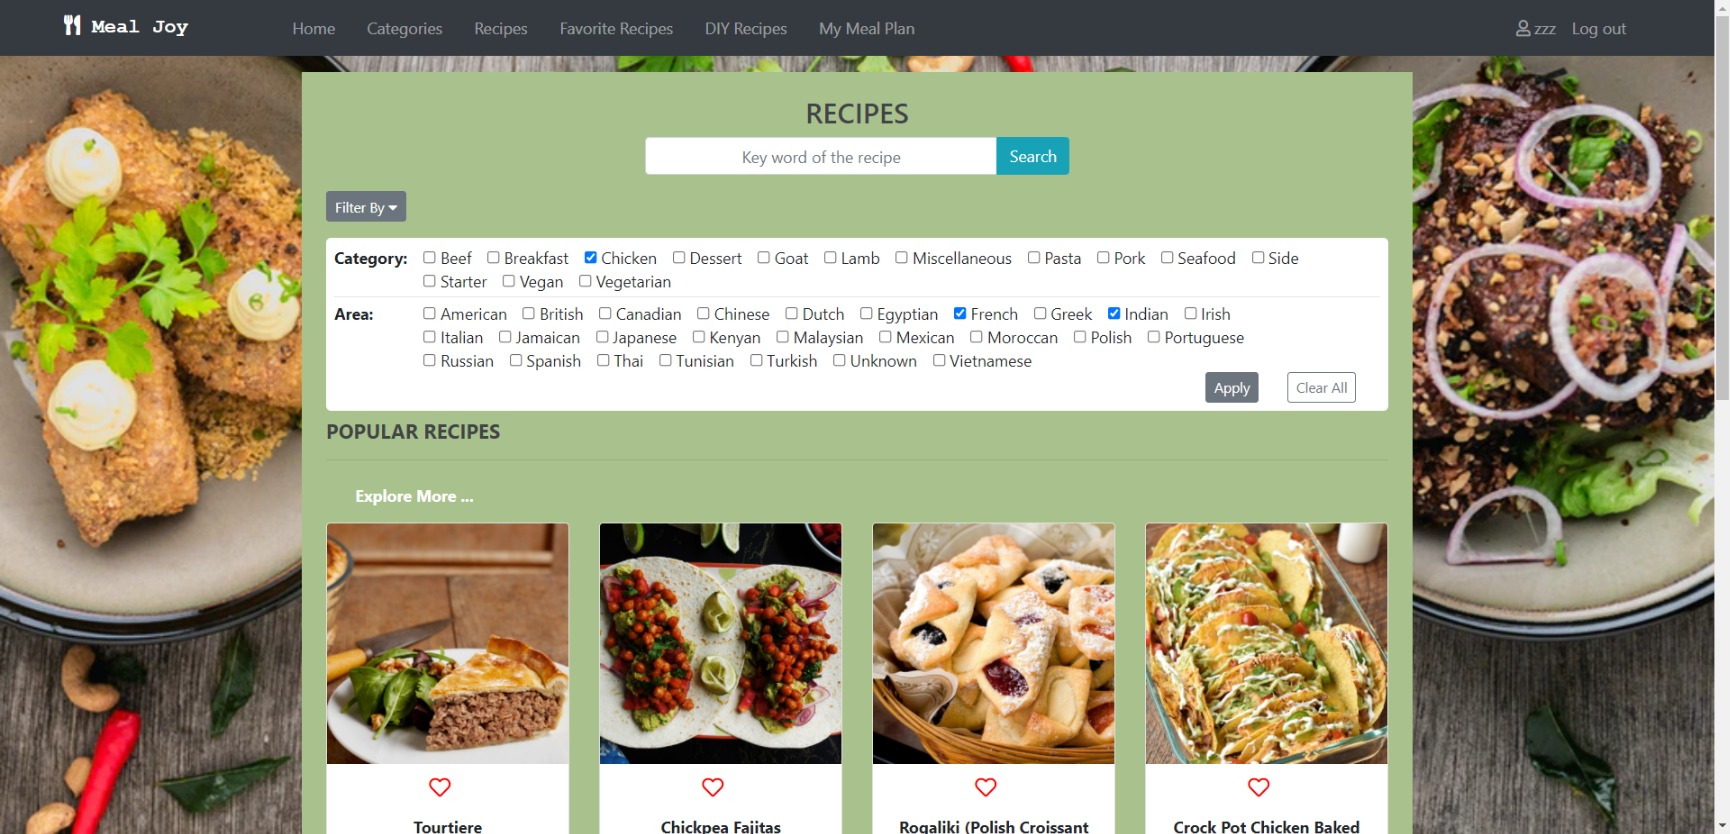 Meal Joy Home Categories Recipes Favorite Recipes DIY Recipes My Meal Plan zzz Log out
RECIPES
Key word of the recipe Search
Filter By
Category: Beef Breakfast Chicken Dessert Goat Lamb Miscellaneous Pasta Pork Seafood Side
Starter Vegan Vegetarian
Area: American British Canadian Chinese Dutch Egyptian French Greek Indian Irish
Italian Jamaican Japanese Kenyan Malaysian Mexican Moroccan Polish Portuguese
Russian Spanish Thai Tunisian Turkish Unknown Vietnamese
Apply Clear All
POPULAR RECIPES
Explore More ...
Tourtiere Chickpea Fajitas Rogaliki (Polish Croissant Crock Pot Chicken Baked